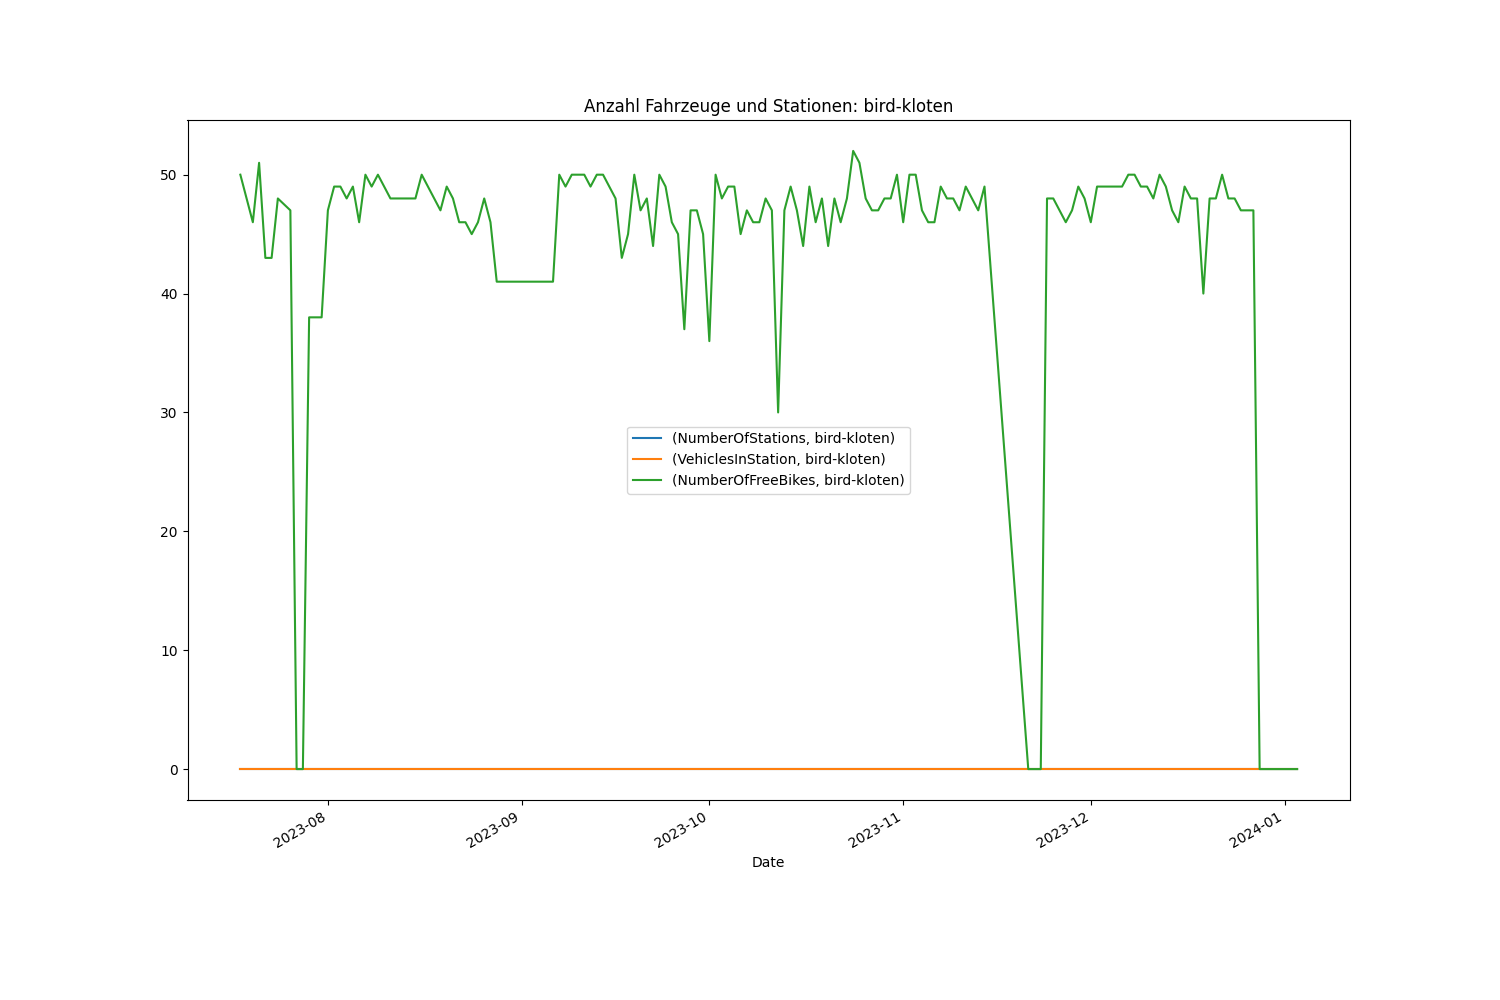 Anzahl Fahrzeuge und Stationen: bird-kloten
50
40
30
20
10
0
(NumberOfStations, bird-kloten)
(VehiclesInStation, bird-kloten)
(NumberOfFreeBikes, bird-kloten)
2023-08
2023-09
2023-10
2023-11
2023-12
2024-01
Date